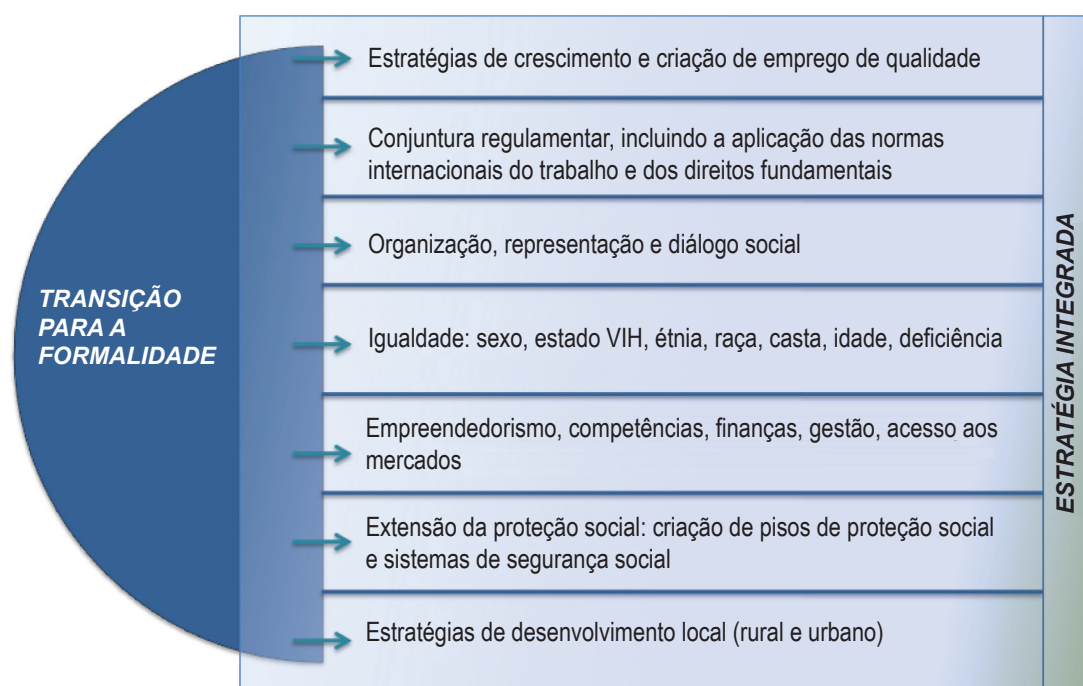 Estratégias de crescimento e criação de emprego de qualidade
Conjuntura regulamentar, incluindo a aplicação das normas
internacionais do trabalho e dos direitos fundamentais
Organização, representação e diálogo social
TRANSIÇÃO
PARA A
FORMALIDADE
Igualdade: sexo, estado VIH, étnia, raça, casta, idade, deficiência
Empreendedorismo, competências, finanças, gestão, acesso aos
mercados
Extensão da proteção social: criação de pisos de proteção social
e sistemas de segurança social
Estratégias de desenvolvimento local (rural e urbano)
ESTRATÉGIA INTEGRADA